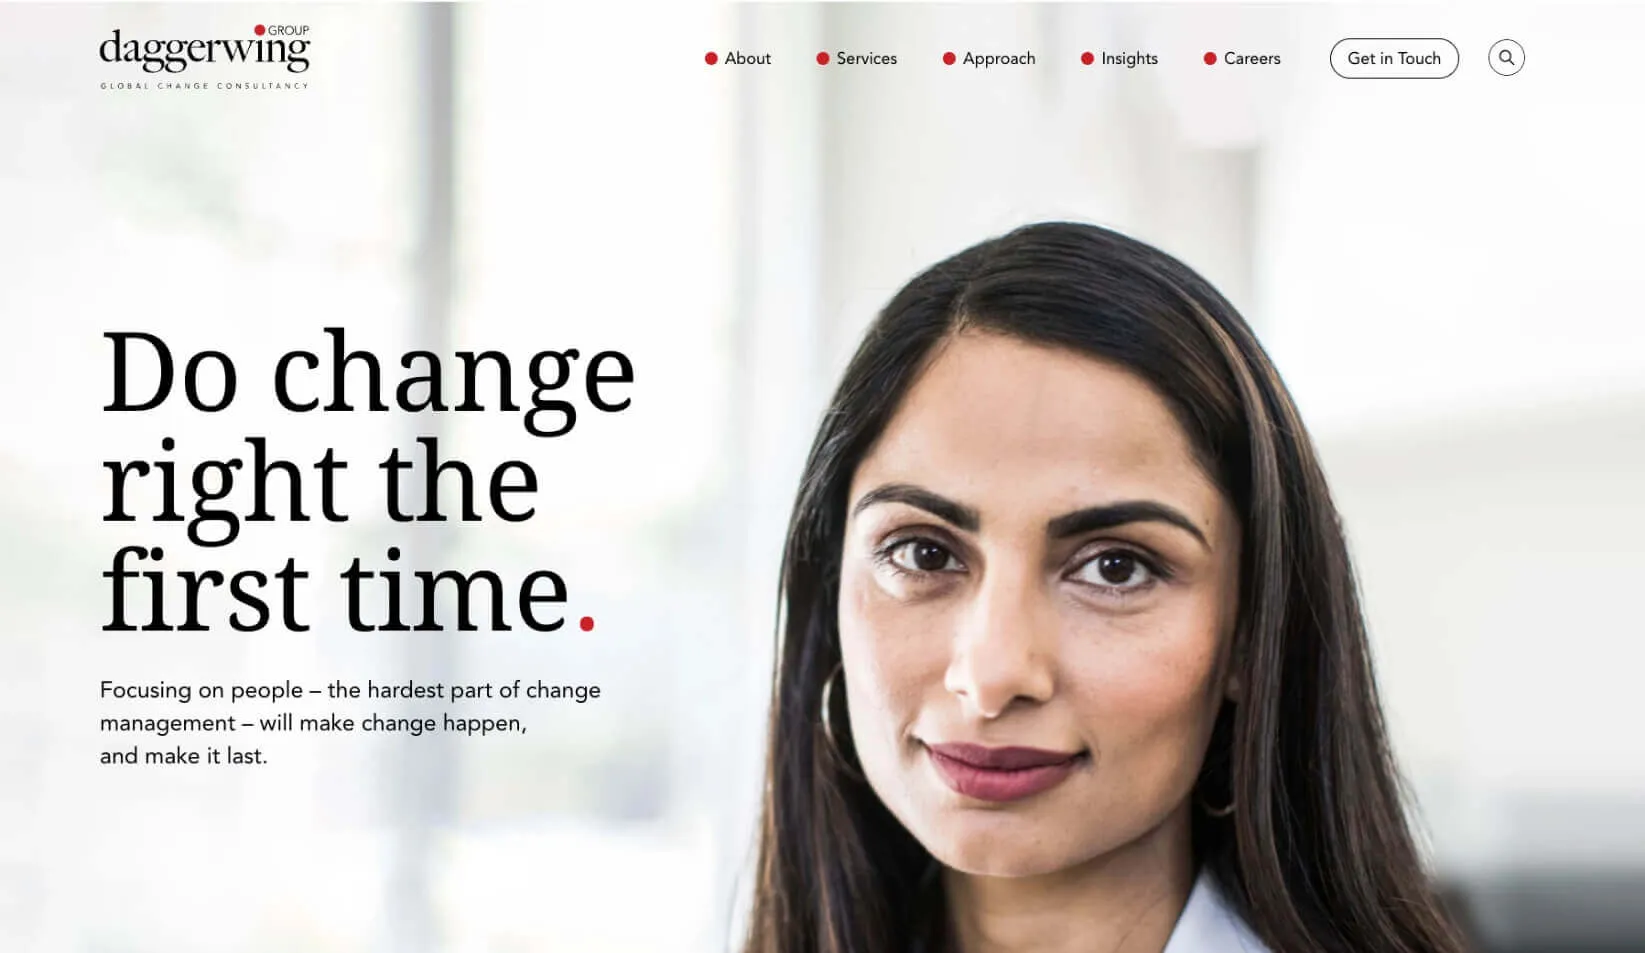 GROUP
daggerwing
GLOBAL CHANGE CONSULTANCY
About
Services
Approach
Insights
Careers
Get in Touch
Do change
right the
first time.
Focusing on people – the hardest part of change
management – will make change happen,
and make it last.